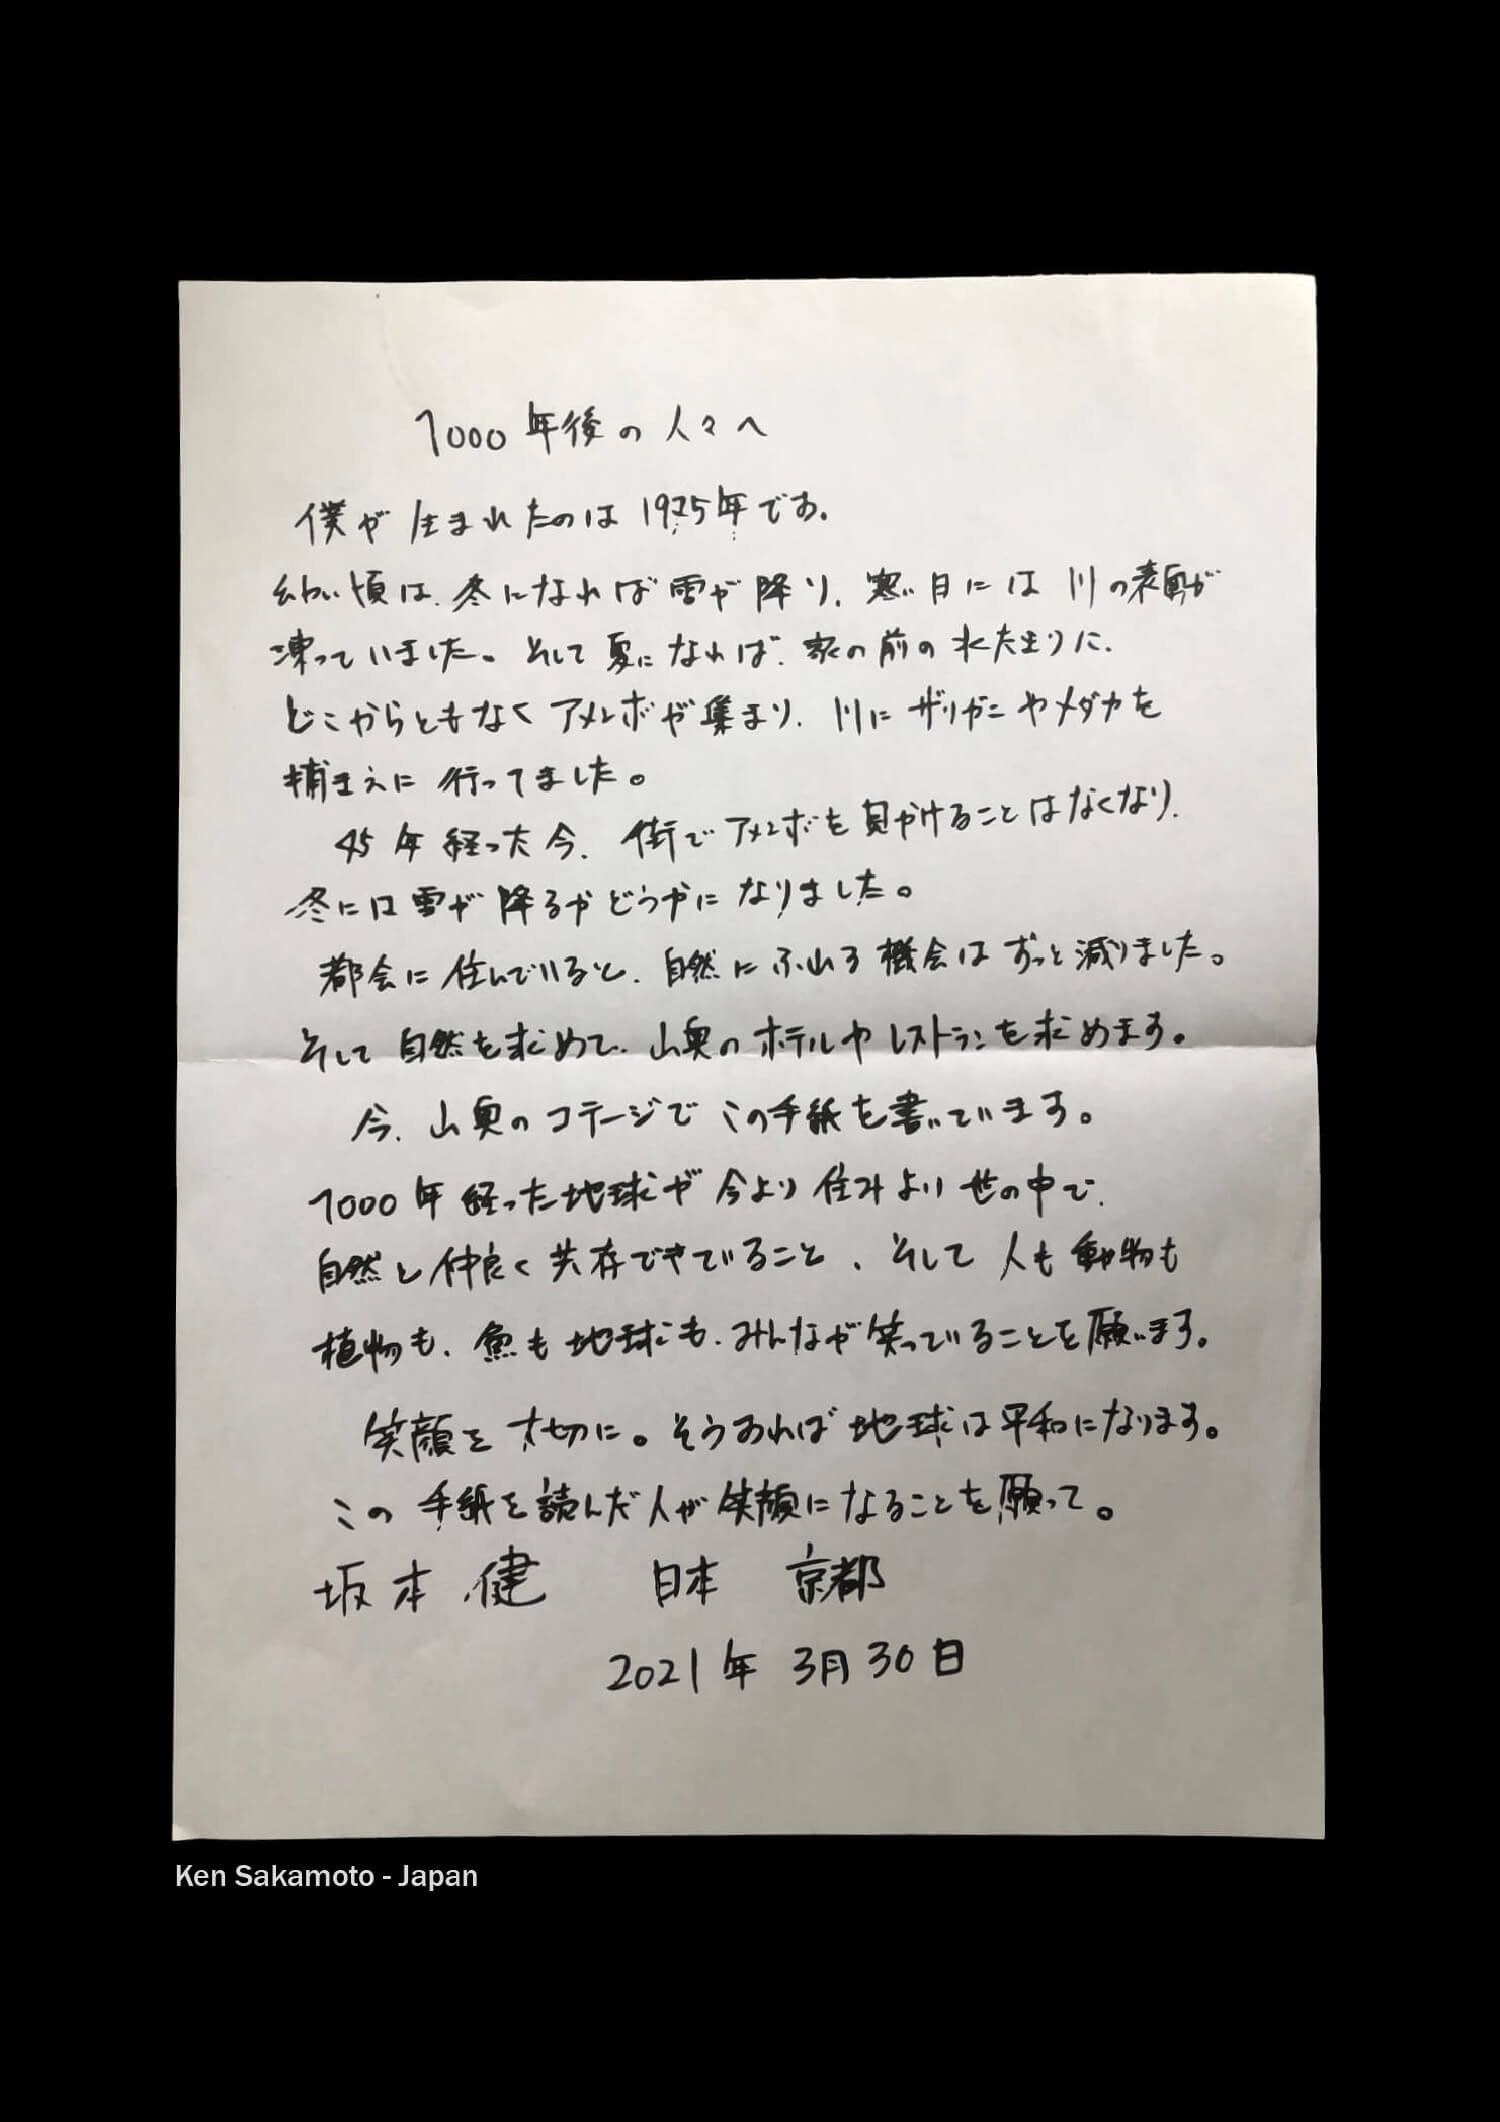 1000年後の人々へ
僕が生まれたのは1975年です。
幼い頃は、冬になれば雪が降り、寒い日には川の表面が
凍っていました。そして夏になれば、家の前の水たまりに、
どこからともなくアメンボが集まり、川にザリガニやメダカを
捕まえに行ってました。
45年経った今、街でアメンボを見かけることはなくなり、
冬には雪が降るかどうかになりました。
都会に住んでいると、自然にふれる機会はずっと減りました。
そして自然を求めて、山奥のホテルやレストランを求めます。
今、山奥のコテージでこの手紙を書いています。
1000年経った地球が今より住みよい世の中で、
自然と仲良く共存できていること、そして人も動物も
植物も、魚も地球も、みんなが笑っていることを願います。
笑顔を大切に。そうすれば地球は平和になります。
この手紙を読んだ人が笑顔になることを願って。
坂本 健 日本 京都
2021年3月30日
Ken Sakamoto - Japan